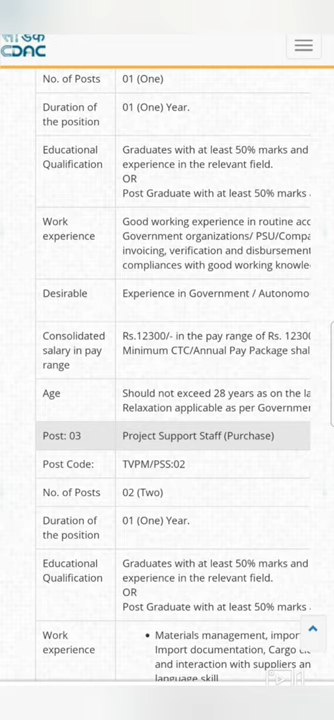 सी डैक
CDAC
No. of Posts 01 (One)
Duration of the position 01 (One) Year.
Educational Qualification Graduates with at least 50% marks and
experience in the relevant field.
OR
Post Graduate with at least 50% marks
Work experience Good working experience in routine acc
Government organizations/ PSU/Compa
invoicing, verification and disbursement
compliances with good working knowle
Desirable Experience in Government / Autonomo
Consolidated salary in pay range Rs.12300/- in the pay range of Rs. 1230
Minimum CTC/Annual Pay Package shal
Age Should not exceed 28 years as on the la
Relaxation applicable as per Governmer
Post: 03 Project Support Staff (Purchase)
Post Code: TVPM/PSS:02
No. of Posts 02 (Two)
Duration of the position 01 (One) Year.
Educational Qualification Graduates with at least 50% marks and
experience in the relevant field.
OR
Post Graduate with at least 50% marks
Work experience • Materials management, impor
Import documentation, Cargo
and interaction with suppliers an
language skill